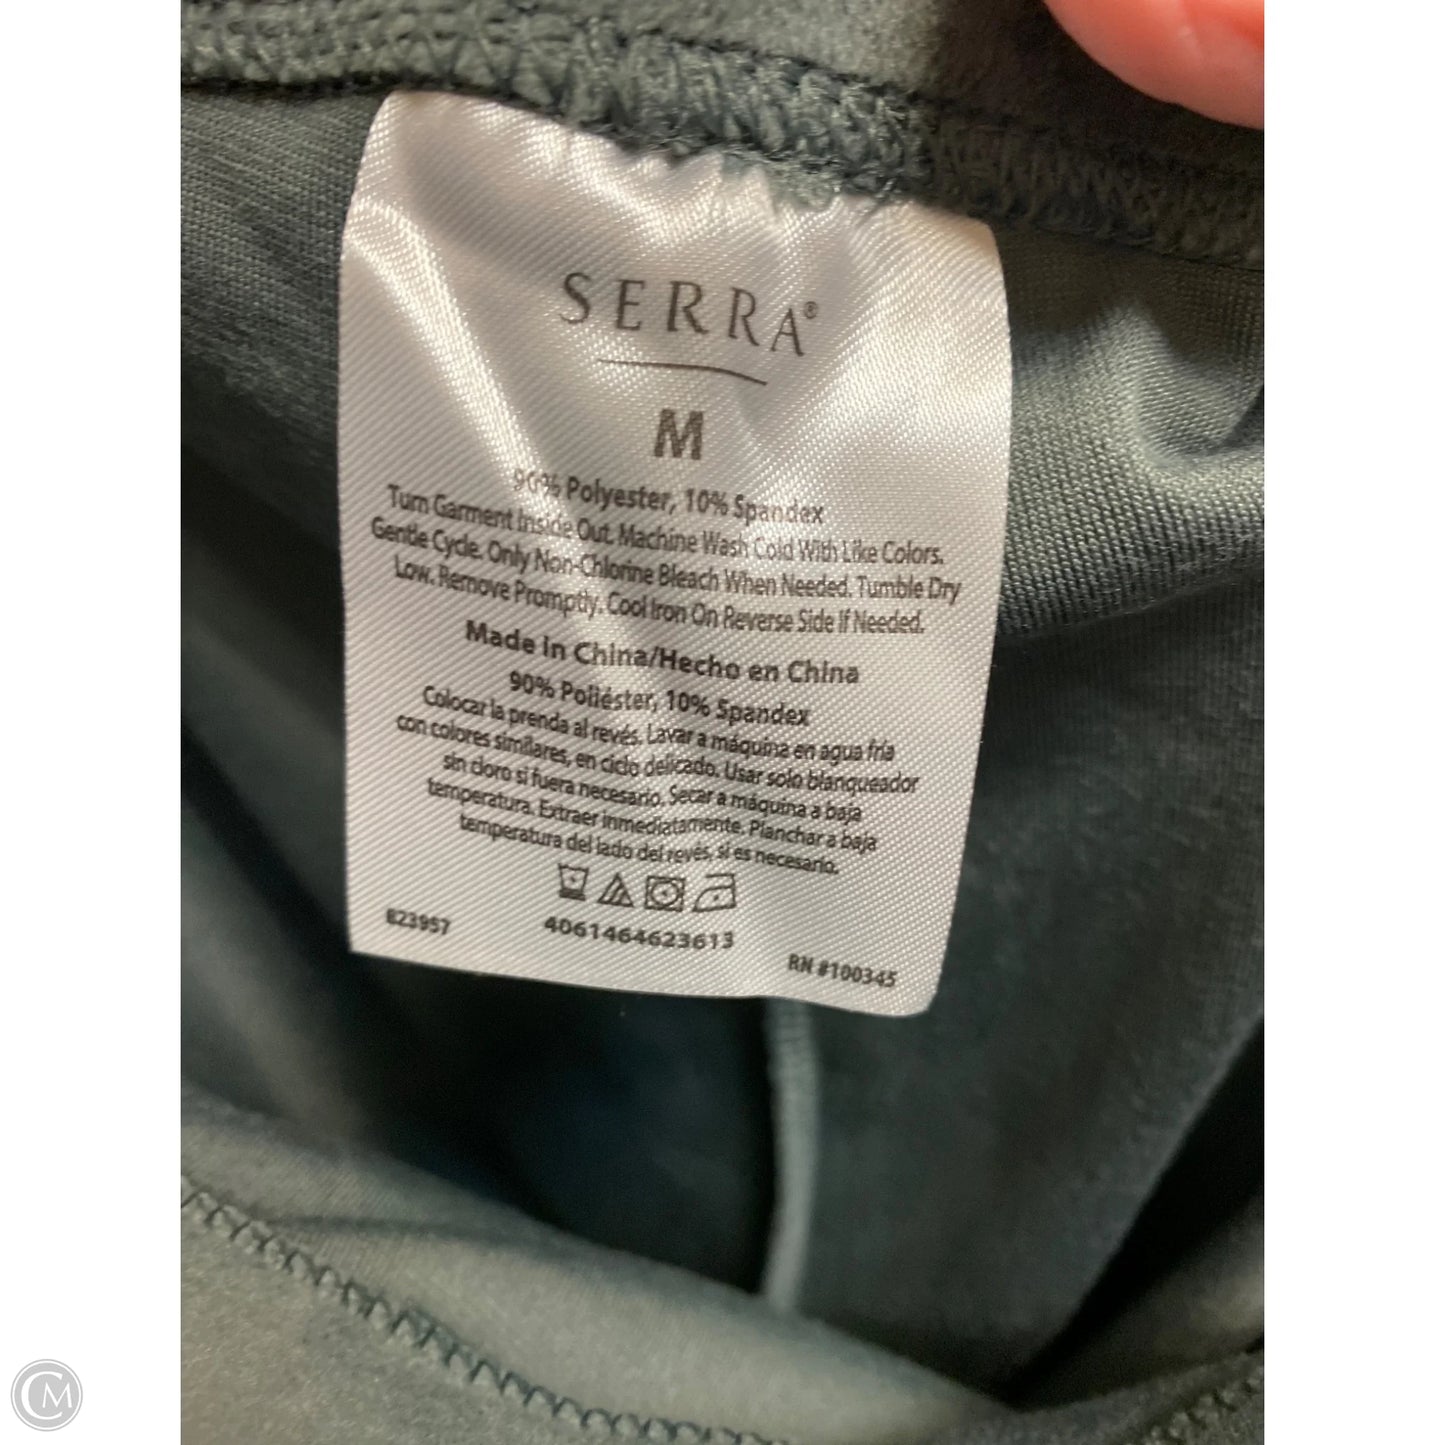 SERRA®
M
90% Polyester, 10% Spandex
Turn Garment Inside Out. Machine Wash Cold With Like Colors.
Gentle Cycle. Only Non-Chlorine Bleach When Needed. Tumble Dry
Low. Remove Promptly. Cool Iron On Reverse Side If Needed.
Made in China/Hecho en China
90% Poliéster, 10% Spandex
Colocar la prenda al revés. Lavar a máquina en agua fría
con colores similares, en ciclo delicado. Usar solo blanqueador
sin cloro si fuera necesario. Secar a máquina a baja
temperatura. Extraer inmediatamente. Planchar a baja
temperatura del lado del revés, si es necesario.
823957
4061464623613
RN #100345
CM